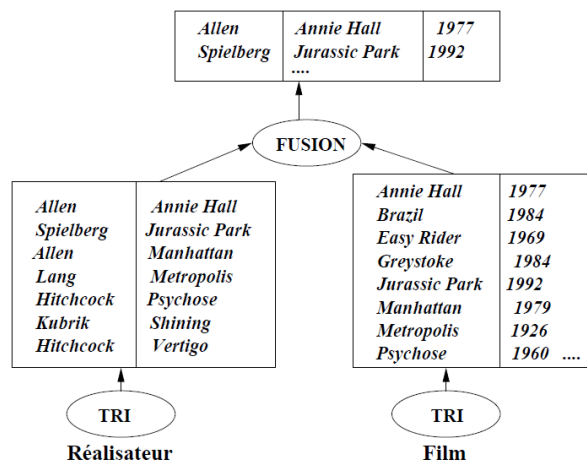 Allen Annie Hall 1977
Spielberg Jurassic Park 1992
....
FUSION
Allen Annie Hall
Spielberg Jurassic Park
Allen Manhattan
Lang Metropolis
Hitchcock Psychose
Kubrik Shining
Hitchcock Vertigo
Annie Hall 1977
Brazil 1984
Easy Rider 1969
Greystoke 1984
Jurassic Park 1992
Manhattan 1979
Metropolis 1926
Psychose 1960 ....
TRI
TRI
Réalisateur
Film